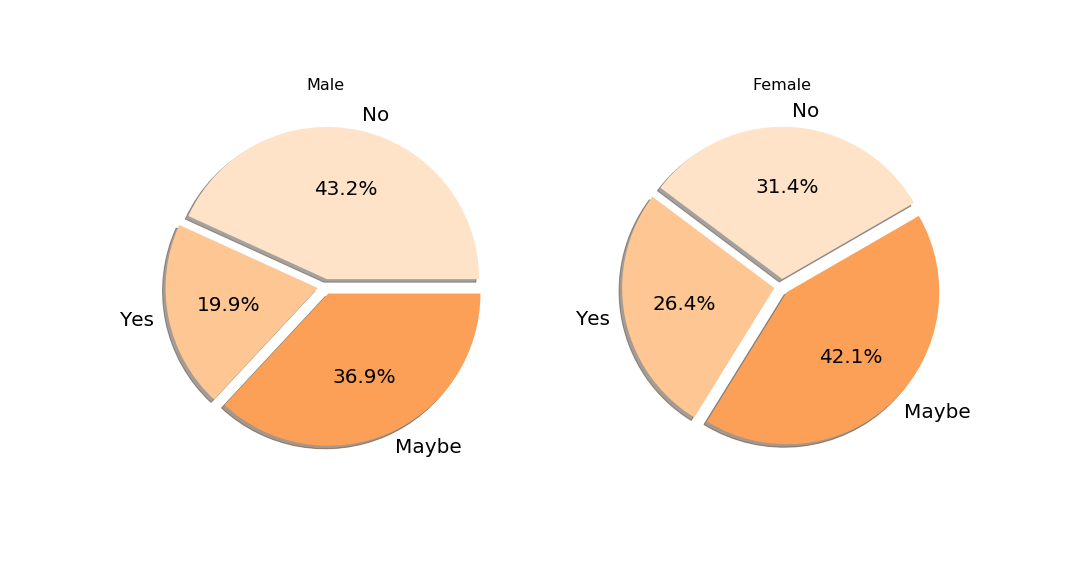 Male
No
43.2%
Yes
19.9%
36.9%
Maybe
Female
No
31.4%
Yes
26.4%
42.1%
Maybe